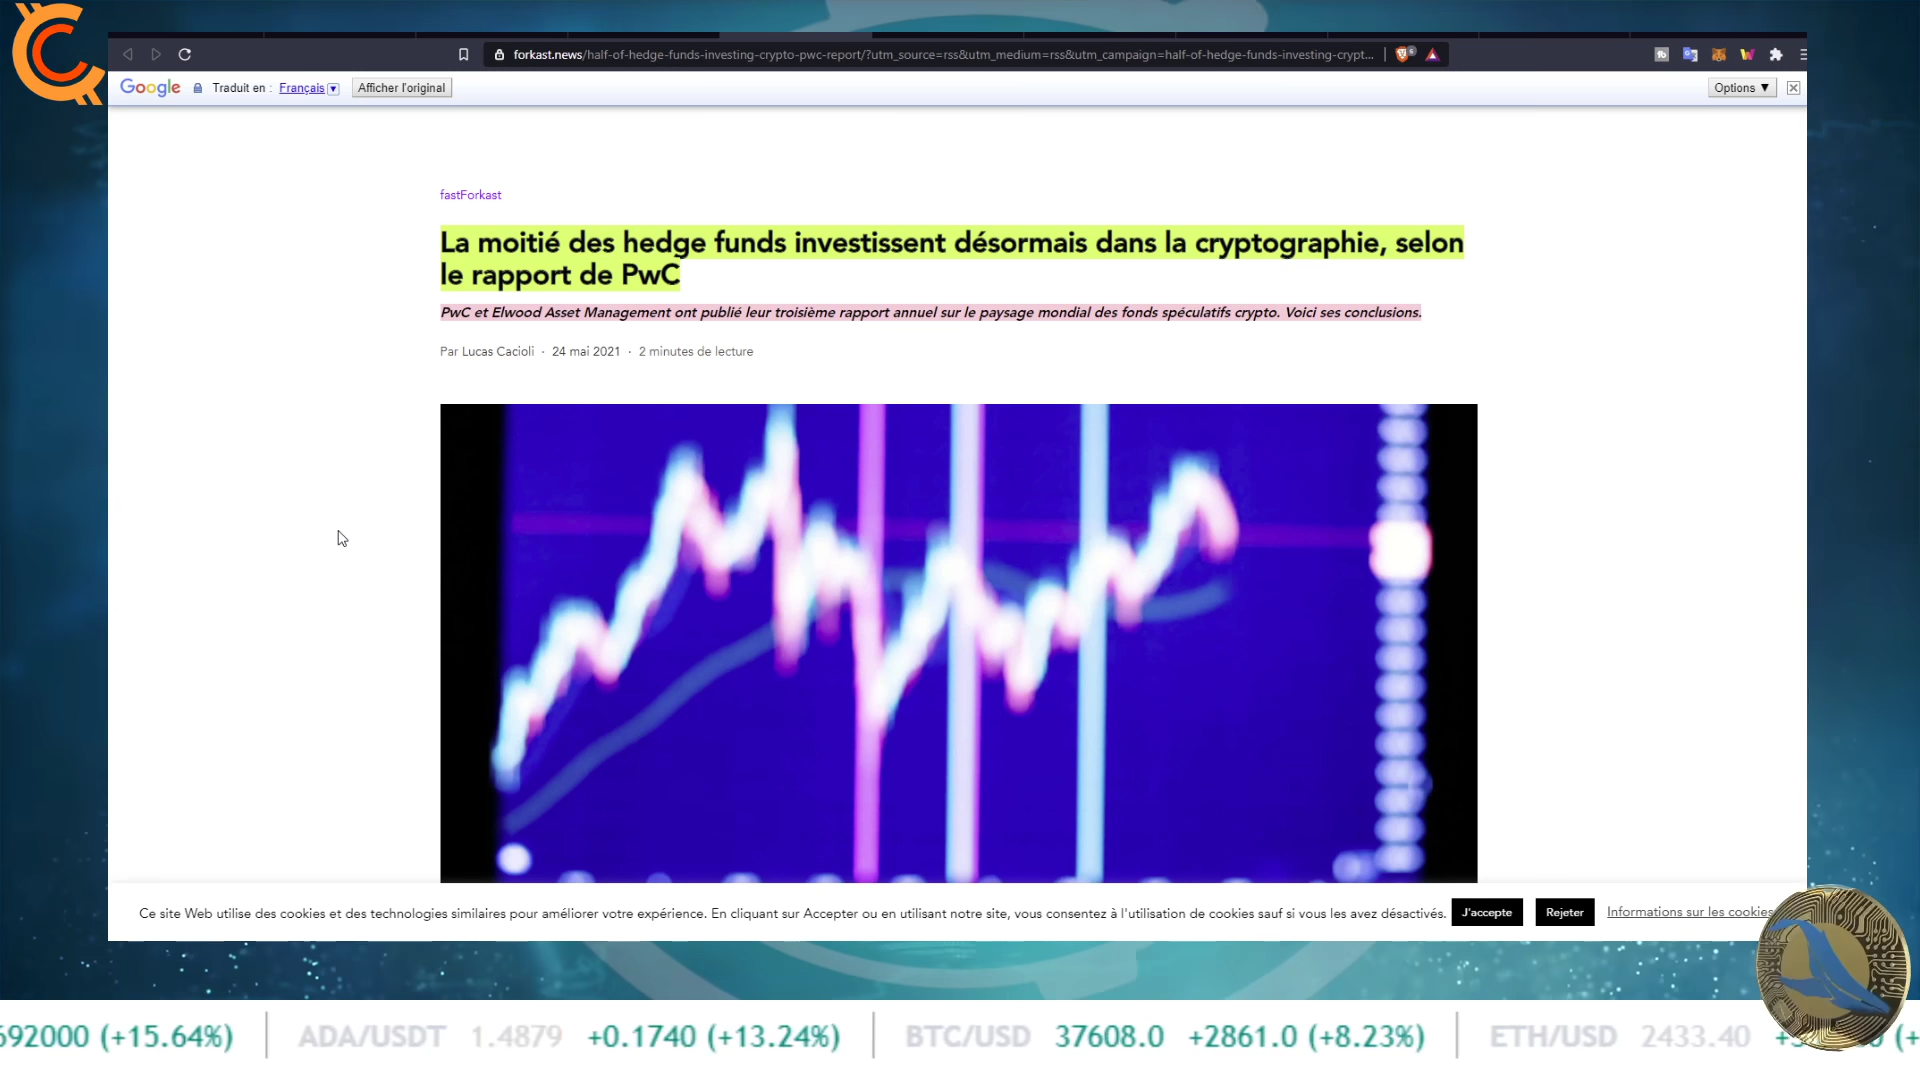 forkast.news/half-of-hedge-funds-investing-crypto-pwc-report/?utm_source=rss&utm_medium=rss&utm_campaign=half-of-hedge-funds-investing-crypt...
Google Traduit en : Français Afficher l'original Options ▼
fastForkast
La moitié des hedge funds investissent désormais dans la cryptographie, selon
le rapport de PwC
PwC et Elwood Asset Management ont publié leur troisième rapport annuel sur le paysage mondial des fonds spéculatifs crypto. Voici ses conclusions.
Par Lucas Cacioli · 24 mai 2021 · 2 minutes de lecture
Ce site Web utilise des cookies et des technologies similaires pour améliorer votre expérience. En cliquant sur Accepter ou en utilisant notre site, vous consentez à l'utilisation de cookies sauf si vous les avez désactivés. J'accepte Rejeter Informations sur les cookies
692000 (+15.64%) ADA/USDT 1.4879 +0.1740 (+13.24%) BTC/USD 37608.0 +2861.0 (+8.23%) ETH/USD 2433.40